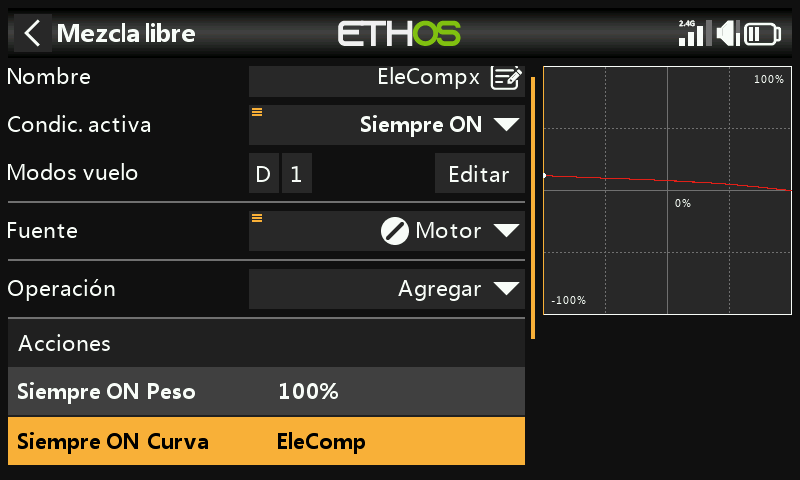 Mezcla libre
ETHOS
2.4G
Nombre
EleCompx
Condic. activa
Siempre ON
Modos vuelo
D 1
Editar
Fuente
Motor
Operación
Agregar
Acciones
Siempre ON Peso
100%
Siempre ON Curva
EleComp
100%
0%
-100%